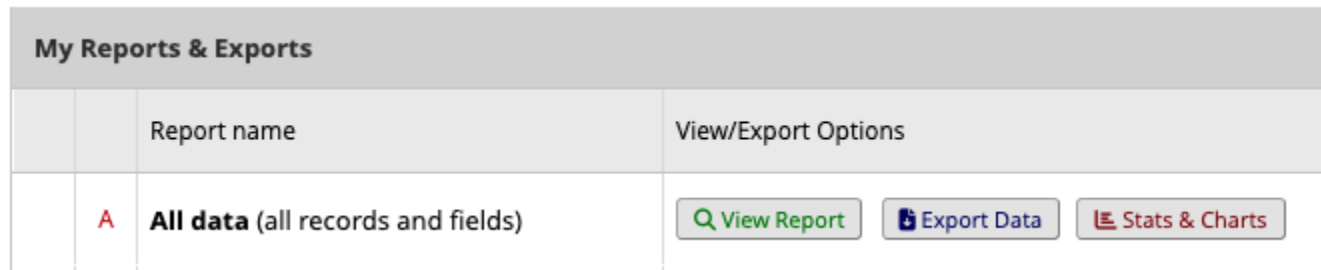 My Reports & Exports
Report name View/Export Options
A All data (all records and fields) View Report Export Data Stats & Charts